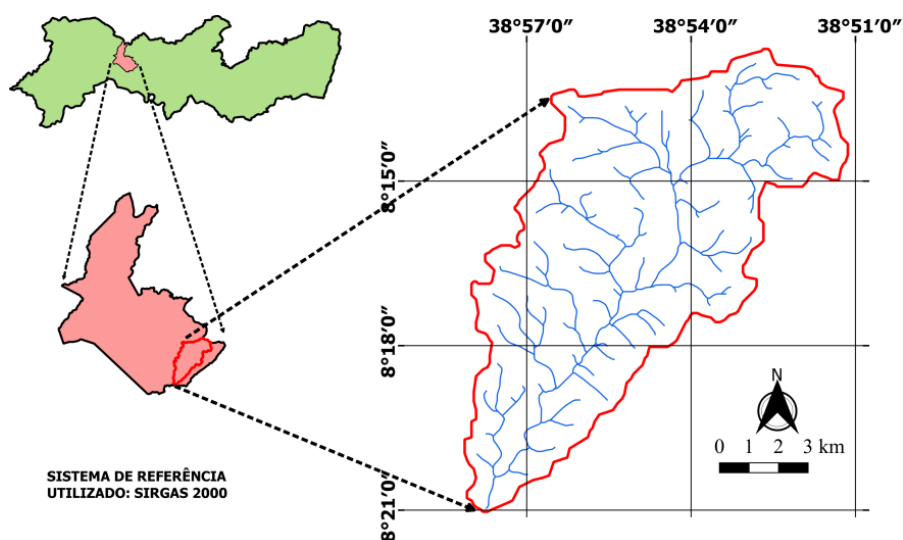 38°57′0″ 38°54′0″ 38°51′0″
8°15′0″
8°18′0″
8°21′0″
N
0 1 2 3 km
SISTEMA DE REFERÊNCIA
UTILIZADO: SIRGAS 2000